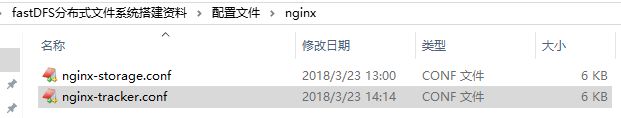 fastDFS分布式文件系统搭建资料 > 配置文件 > nginx
名称 修改日期 类型 大小
nginx-storage.conf 2018/3/23 13:00 CONF 文件 6 KB
nginx-tracker.conf 2018/3/23 14:14 CONF 文件 6 KB